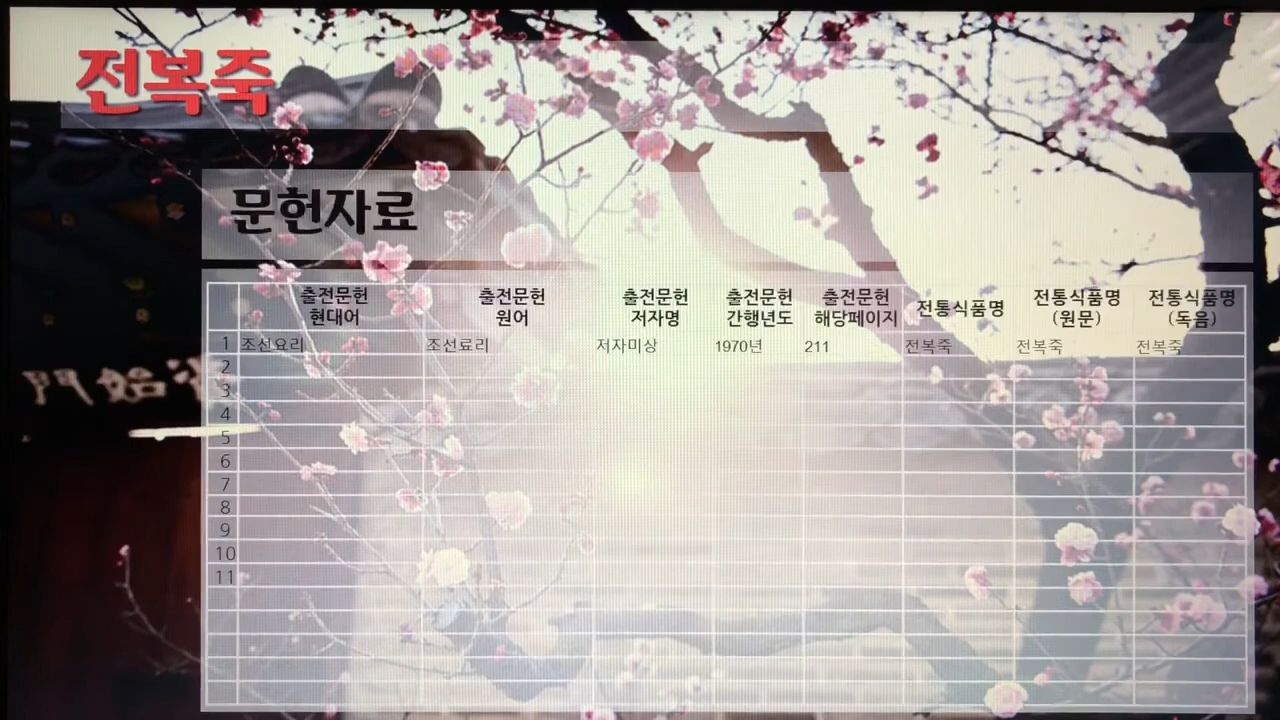 전복죽
문헌자료
출전문헌 현대어 출전문헌 원어 출전문헌 저자명 출전문헌 간행년도 출전문헌 해당페이지 전통식품명 전통식품명 (원문) 전통식품명 (독음)
1 조선요리 조선료리 저자미상 1970년 211 전복죽 전복죽 전복죽
2
3
4
5
6
7
8
9
10
11
門始